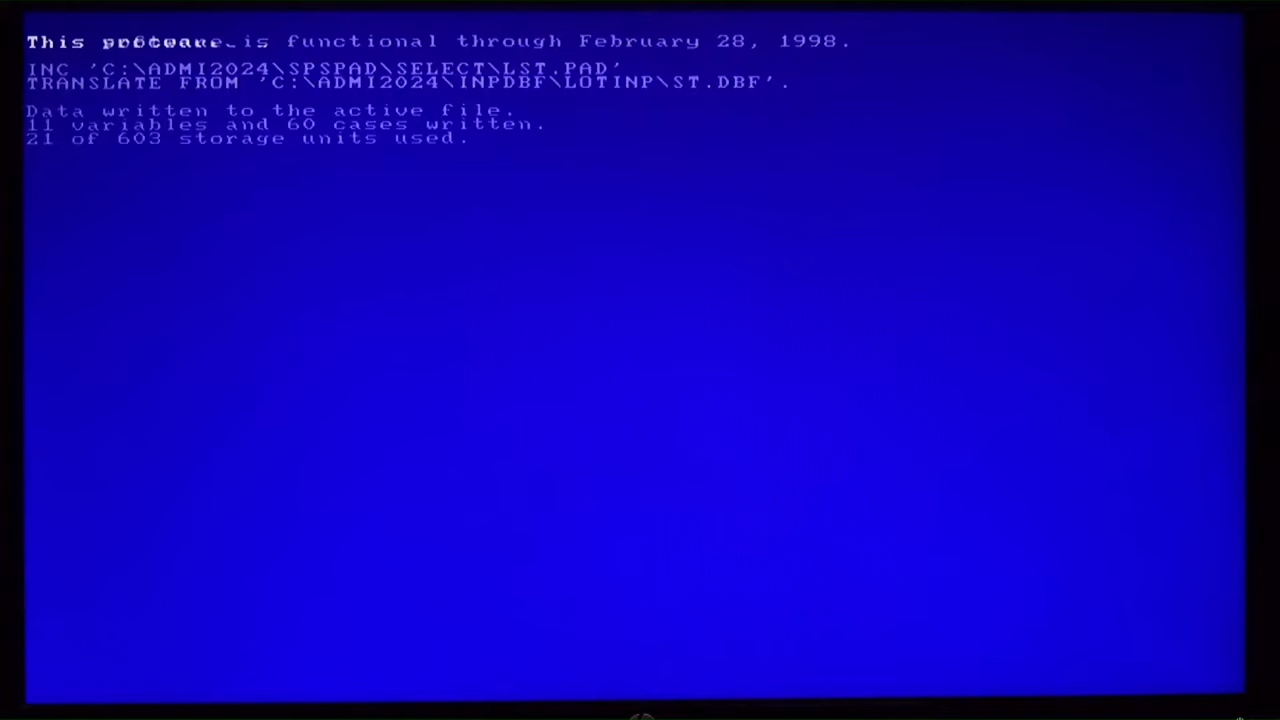 This software is functional through February 28, 1998.
INC 'C:\ADMI2024\SPSPAD\SELECT\LST.PAD'
TRANSLATE FROM 'C:\ADMI2024\INPDBF\LOTINP\ST.DBF'.
Data written to the active file.
11 variables and 60 cases written.
21 of 603 storage units used.